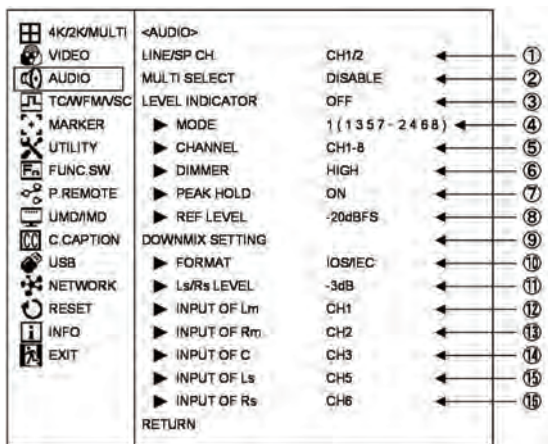 4K/2K/MULTI
VIDEO
AUDIO
TC/WFM/VSC
MARKER
UTILITY
Fn FUNC.SW
P.REMOTE
UMD/IMD
CC C.CAPTION
USB
NETWORK
RESET
i INFO
EXIT
<AUDIO>
LINE/SP CH. CH1/2 ①
MULTI SELECT DISABLE ②
LEVEL INDICATOR OFF ③
▶ MODE 1(1357-2468) ④
▶ CHANNEL CH1-8 ⑤
▶ DIMMER HIGH ⑥
▶ PEAK HOLD ON ⑦
▶ REF LEVEL -20dBFS ⑧
DOWNMIX SETTING ⑨
▶ FORMAT IOS/IEC ⑩
▶ Ls/Rs LEVEL -3dB ⑪
▶ INPUT OF Lm CH1 ⑫
▶ INPUT OF Rm CH2 ⑬
▶ INPUT OF C CH3 ⑭
▶ INPUT OF Ls CH5 ⑮
▶ INPUT OF Rs CH6 ⑯
RETURN